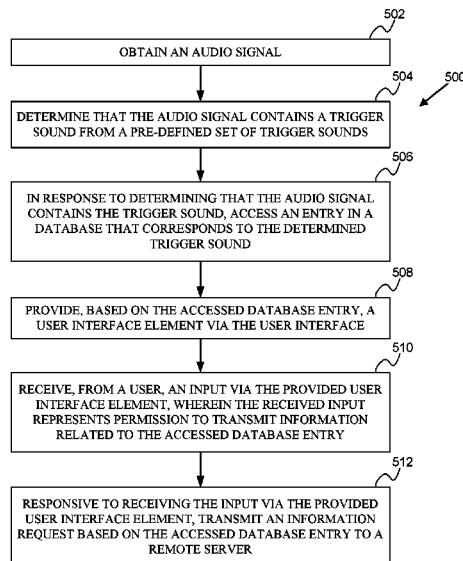 502
OBTAIN AN AUDIO SIGNAL
504
500
DETERMINE THAT THE AUDIO SIGNAL CONTAINS A TRIGGER
SOUND FROM A PRE-DEFINED SET OF TRIGGER SOUNDS
506
IN RESPONSE TO DETERMINING THAT THE AUDIO SIGNAL
CONTAINS THE TRIGGER SOUND, ACCESS AN ENTRY IN A
DATABASE THAT CORRESPONDS TO THE DETERMINED
TRIGGER SOUND
508
PROVIDE, BASED ON THE ACCESSED DATABASE ENTRY, A
USER INTERFACE ELEMENT VIA THE USER INTERFACE
510
RECEIVE, FROM A USER, AN INPUT VIA THE PROVIDED USER
INTERFACE ELEMENT, WHEREIN THE RECEIVED INPUT
REPRESENTS PERMISSION TO TRANSMIT INFORMATION
RELATED TO THE ACCESSED DATABASE ENTRY
512
RESPONSIVE TO RECEIVING THE INPUT VIA THE PROVIDED
USER INTERFACE ELEMENT, TRANSMIT AN INFORMATION
REQUEST BASED ON THE ACCESSED DATABASE ENTRY TO A
REMOTE SERVER